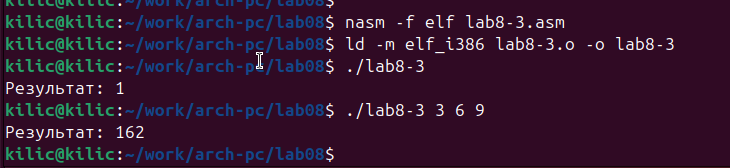 kilic@kilic:~/work/arch-pc/lab08$ nasm -f elf lab8-3.asm
kilic@kilic:~/work/arch-pc/lab08$ ld -m elf_i386 lab8-3.o -o lab8-3
kilic@kilic:~/work/arch-pc/lab08$ ./lab8-3
Результат: 1
kilic@kilic:~/work/arch-pc/lab08$ ./lab8-3 3 6 9
Результат: 162
kilic@kilic:~/work/arch-pc/lab08$